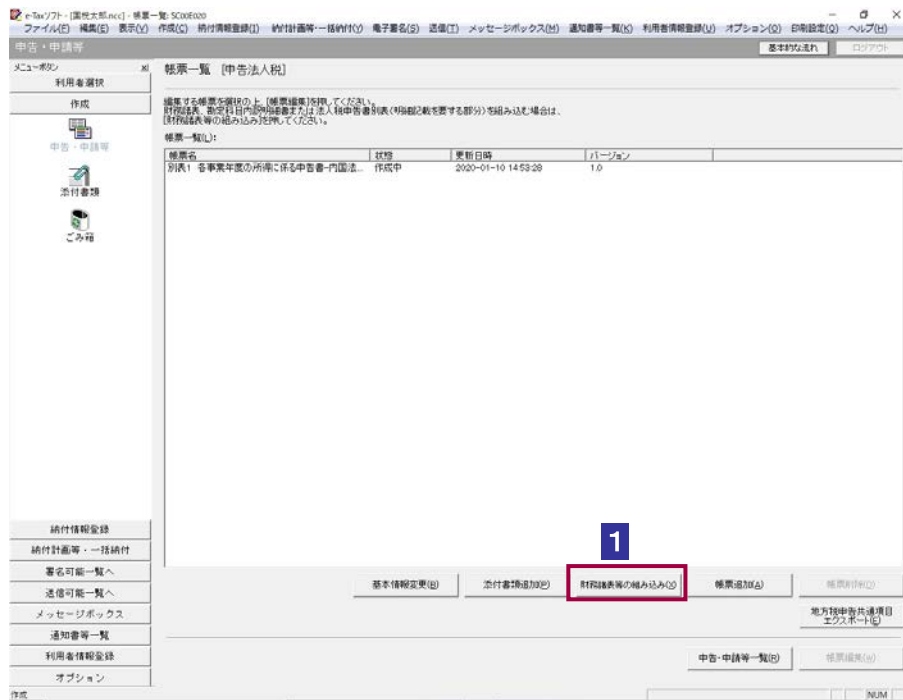 e-Taxソフト - [国税太郎.ncc] - 帳票一覧: SC00E020
ファイル(F) 編集(E) 表示(V) 作成(C) 納付情報登録(I) 納付計画等・一括納付(Y) 電子署名(S) 送信(T) メッセージボックス(M) 通知書等一覧(K) 利用者情報登録(U) オプション(O) 印刷設定(Q) ヘルプ(H)
申告・申請等
基本的な流れ
ログアウト
メニューボタン
利用者選択
作成
申告・申請等
添付書類
ごみ箱
納付情報登録
納付計画等・一括納付
署名可能一覧へ
送信可能一覧へ
メッセージボックス
通知書等一覧
利用者情報登録
オプション
帳票一覧 [申告法人税]
編集する帳票を選択の上、[帳票編集]を押してください。
財務諸表、勘定科目内訳明細書または法人税申告書別表(明細記載を要する部分)を組み込む場合は、
[財務諸表等の組み込み]を押してください。
帳票一覧(L):
帳票名 状態 更新日時 バージョン
別表1 各事業年度の所得に係る申告書-内国法... 作成中 2020-01-10 14:53:28 1.0
1
基本情報変更(B) 添付書類追加(P) 財務諸表等の組み込み(X) 帳票追加(A) 帳票削除(D)
地方税申告共通項目
エクスポート(E)
申告・申請等一覧(R) 帳票編集(W)
作成
NUM